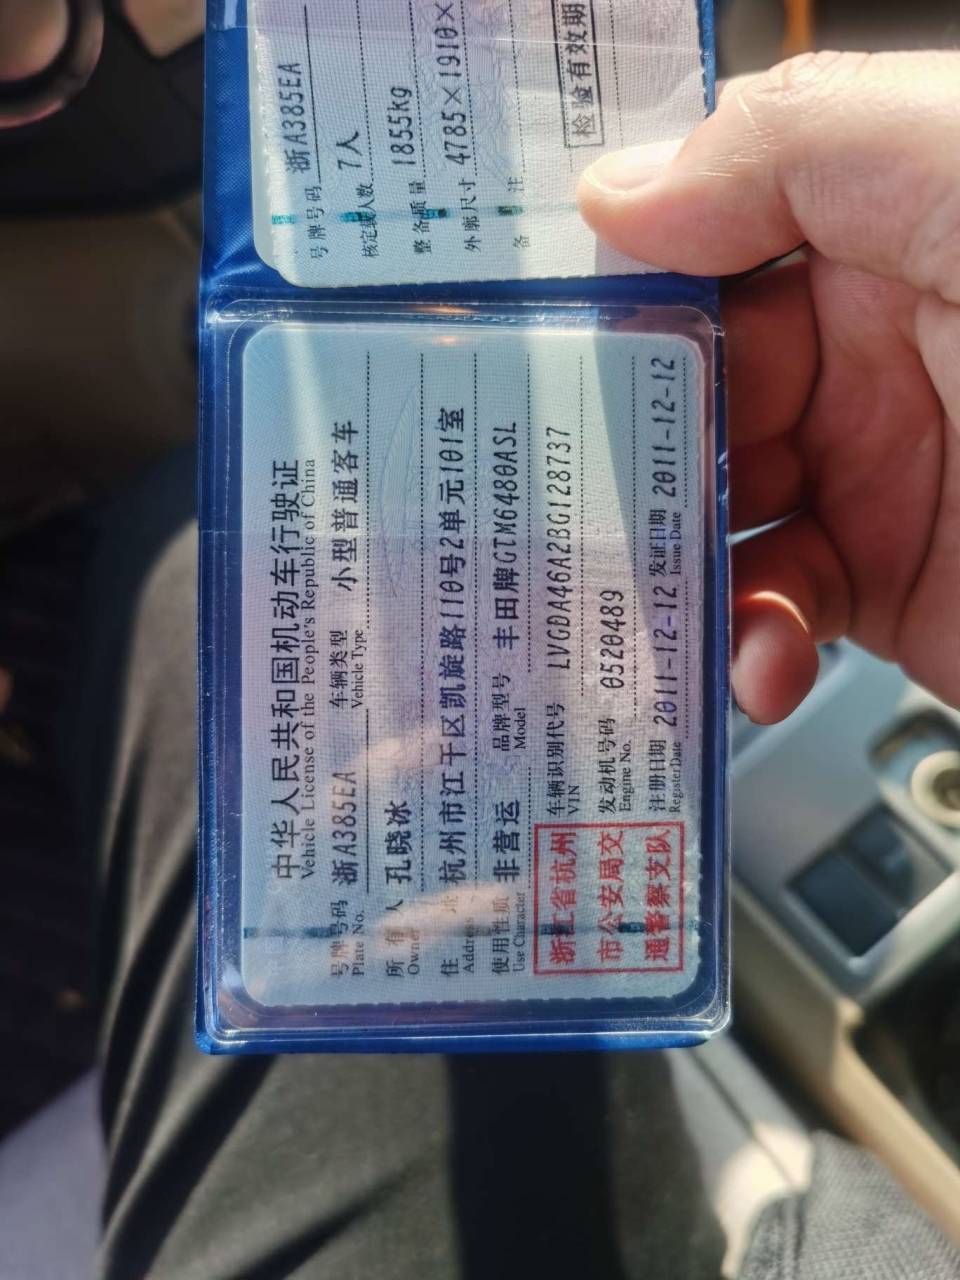 中华人民共和国机动车行驶证
Vehicle License of the People's Republic of China
号牌号码 浙A385EA 车辆类型 小型普通客车
Plate No. Vehicle Type
所有人 孔晓冰
Owner
住址 杭州市江干区凯旋路110号2单元101室
Address
使用性质 非营运 品牌型号 丰田牌GTM6480ASL
Use Character Model
浙江省杭州
市公安局交
通警察支队
车辆识别代号 LVGDA46A2BG128737
VIN
发动机号码 0520489
Engine No.
注册日期 2011-12-12 发证日期 2011-12-12
Register Date Issue Date
号牌号码 浙A385EA
核定载人数 7人
整备质量 1855kg
外廓尺寸 4785×1910×
备注
检验有效期